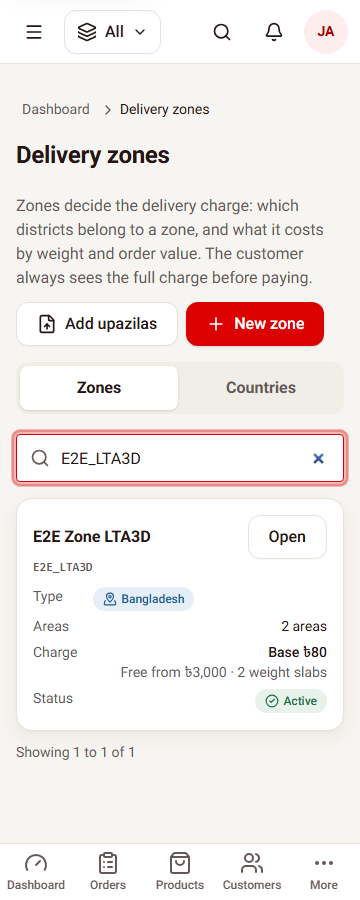 All
JA
Dashboard > Delivery zones
Delivery zones
Zones decide the delivery charge: which
districts belong to a zone, and what it costs
by weight and order value. The customer
always sees the full charge before paying.
Add upazilas
New zone
Zones
Countries
E2E_LTA3D
E2E Zone LTA3D
Open
E2E_LTA3D
Type
Bangladesh
Areas
2 areas
Charge
Base ৳80
Free from ৳3,000 · 2 weight slabs
Status
Active
Showing 1 to 1 of 1
Dashboard
Orders
Products
Customers
More